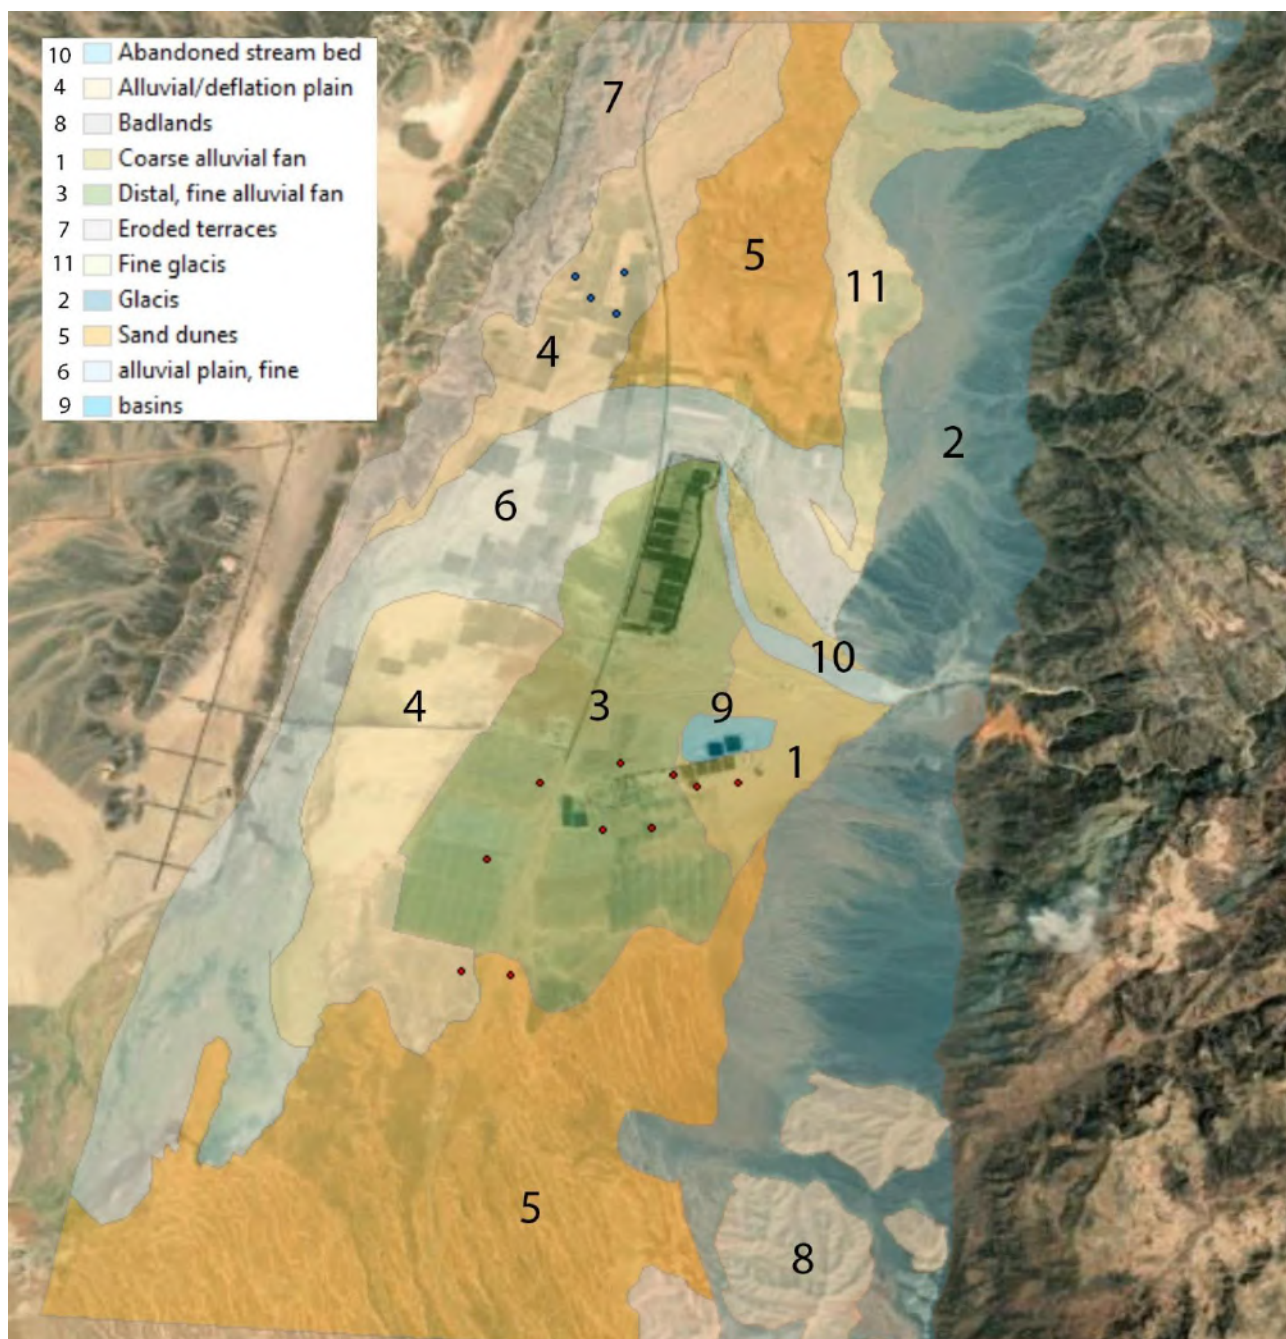 10 Abandoned stream bed
4 Alluvial/deflation plain
8 Badlands
1 Coarse alluvial fan
3 Distal, fine alluvial fan
7 Eroded terraces
11 Fine glacis
2 Glacis
5 Sand dunes
6 alluvial plain, fine
9 basins
7
5
11
4
2
6
10
4
3
9
1
5
8